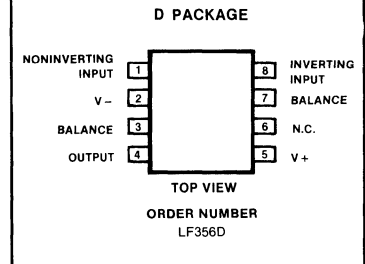 D PACKAGE
NONINVERTING
INPUT
1
8
INVERTING
INPUT
V−
2
7
BALANCE
BALANCE
3
6
N.C.
OUTPUT
4
5
V+
TOP VIEW
ORDER NUMBER
LF356D